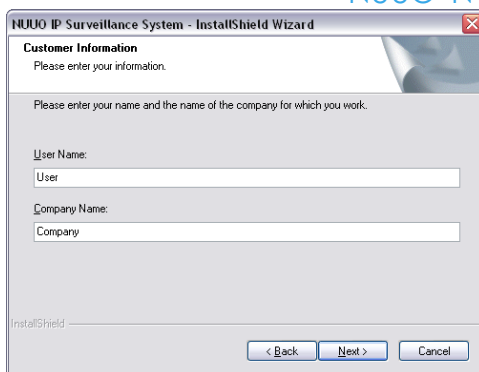 NUUO IP Surveillance System - InstallShield Wizard
Customer Information
Please enter your information.
Please enter your name and the name of the company for which you work.
User Name:
User
Company Name:
Company
InstallShield
< Back Next > Cancel